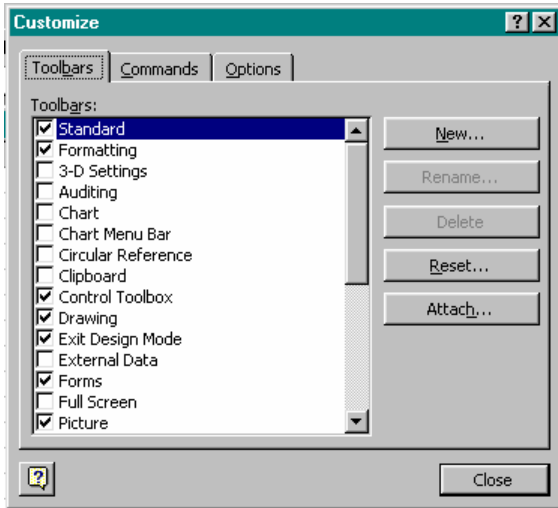 Customize
Toolbars Commands Options
Toolbars:
Standard
Formatting
3-D Settings
Auditing
Chart
Chart Menu Bar
Circular Reference
Clipboard
Control Toolbox
Drawing
Exit Design Mode
External Data
Forms
Full Screen
Picture
New...
Rename...
Delete
Reset...
Attach...
Close